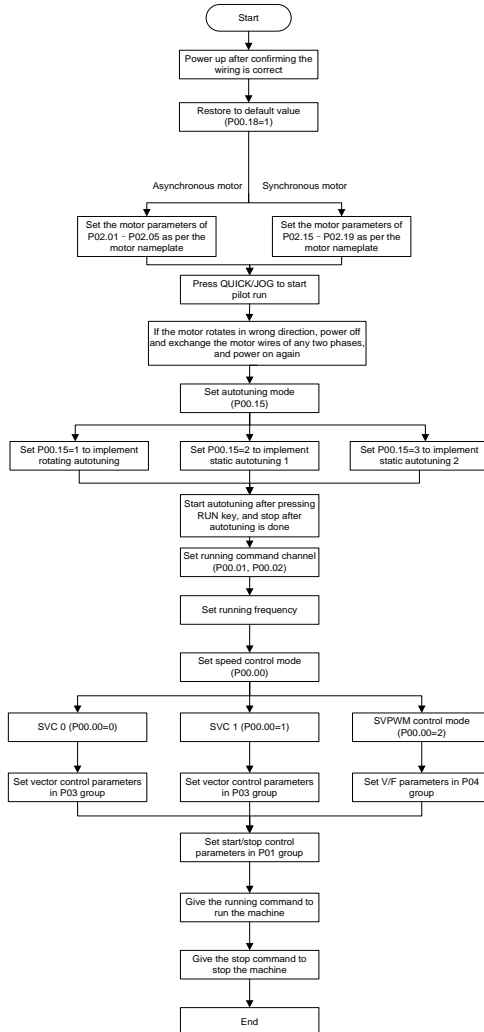 Start
Power up after confirming the
wiring is correct
Restore to default value
(P00.18=1)
Asynchronous motor
Synchronous motor
Set the motor parameters of
P02.01–P02.05 as per the
motor nameplate
Set the motor parameters of
P02.15–P02.19 as per the
motor nameplate
Press QUICK/JOG to start
pilot run
If the motor rotates in wrong direction, power off
and exchange the motor wires of any two phases,
and power on again
Set autotuning mode
(P00.15)
Set P00.15=1 to implement
rotating autotuning
Set P00.15=2 to implement
static autotuning 1
Set P00.15=3 to implement
static autotuning 2
Start autotuning after pressing
RUN key, and stop after
autotuning is done
Set running command channel
(P00.01, P00.02)
Set running frequency
Set speed control mode
(P00.00)
SVC 0 (P00.00=0)
SVC 1 (P00.00=1)
SVPWM control mode
(P00.00=2)
Set vector control parameters
in P03 group
Set vector control parameters
in P03 group
Set V/F parameters in P04
group
Set start/stop control
parameters in P01 group
Give the running command to
run the machine
Give the stop command to
stop the machine
End